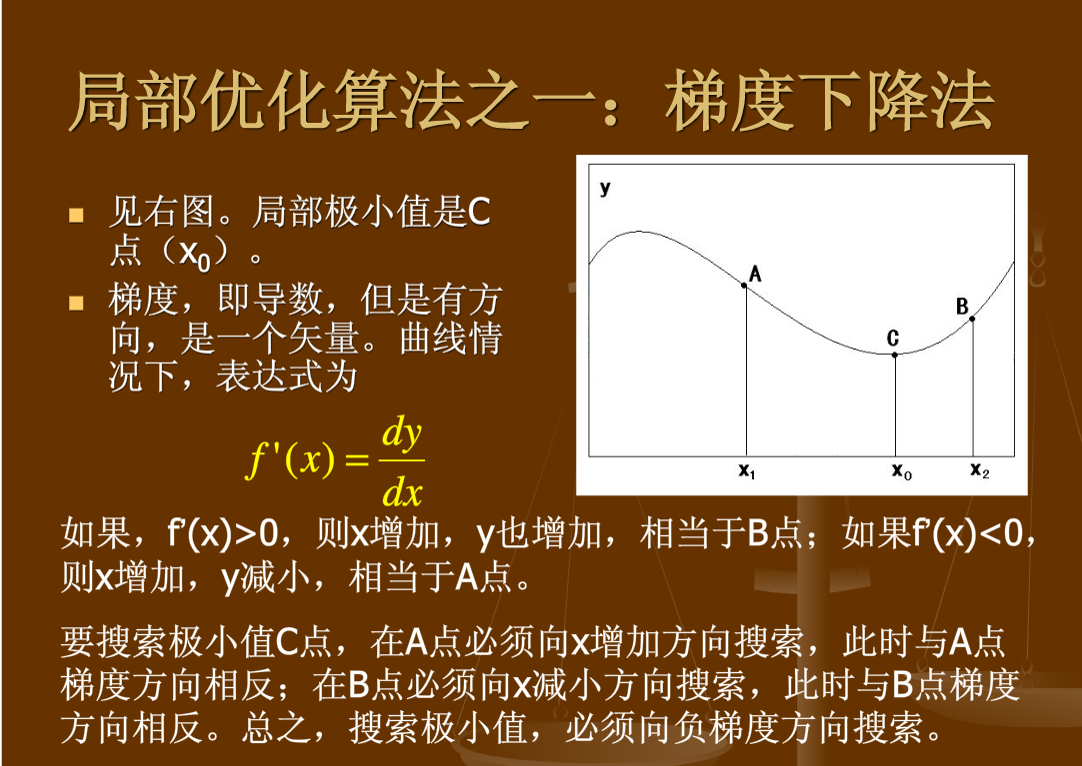 局部优化算法之一：梯度下降法
见右图。局部极小值是C
点（x₀）。
梯度，即导数，但是有方
向，是一个矢量。曲线情
况下，表达式为
f'(x) = dy/dx
y
A
B
C
x₁
x₀
x₂
如果，f’(x)>0，则x增加，y也增加，相当于B点；如果f’(x)<0，
则x增加，y减小，相当于A点。
要搜索极小值C点，在A点必须向x增加方向搜索，此时与A点
梯度方向相反；在B点必须向x减小方向搜索，此时与B点梯度
方向相反。总之，搜索极小值，必须向负梯度方向搜索。